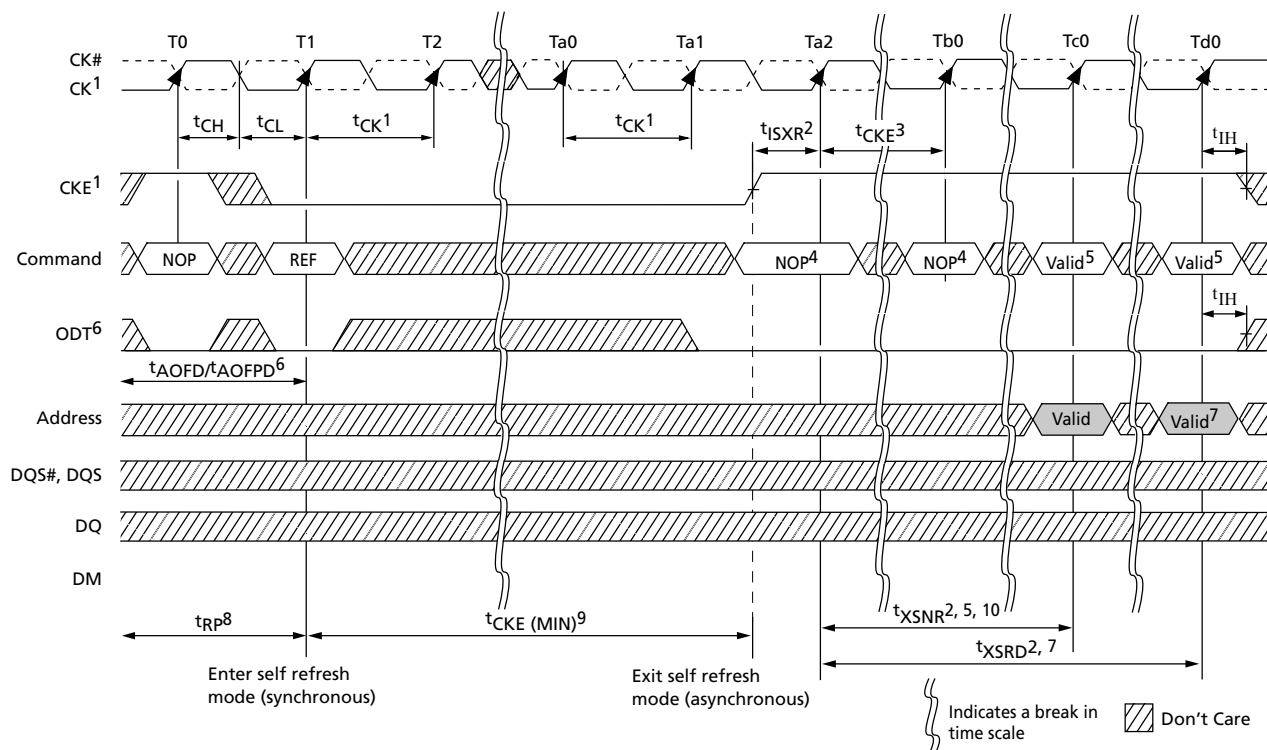 T0 T1 T2 Ta0 Ta1 Ta2 Tb0 Tc0 Td0
CK#
CK1
tCH tCL tCK1 tCK1 tISXR2 tCKE3 tIH
CKE1
Command NOP REF NOP4 NOP4 Valid5 Valid5
tIH
ODT6
tAOFD/tAOFPD6
Address Valid Valid7
DQS#, DQS
DQ
DM
tRP8 tCKE (MIN)9 tXSNR2, 5, 10
tXSRD2, 7
Enter self refresh
mode (synchronous)
Exit self refresh
mode (asynchronous)
Indicates a break in
time scale
Don't Care